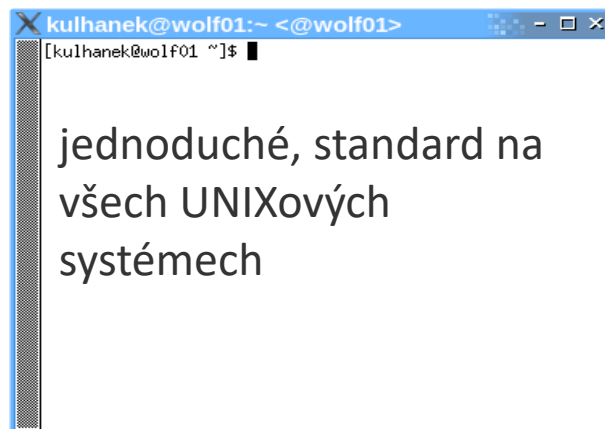 kulhanek@wolf01:~ <@wolf01>
[kulhanek@wolf01 ~]$
jednoduché, standard na
všech UNIXových
systémech